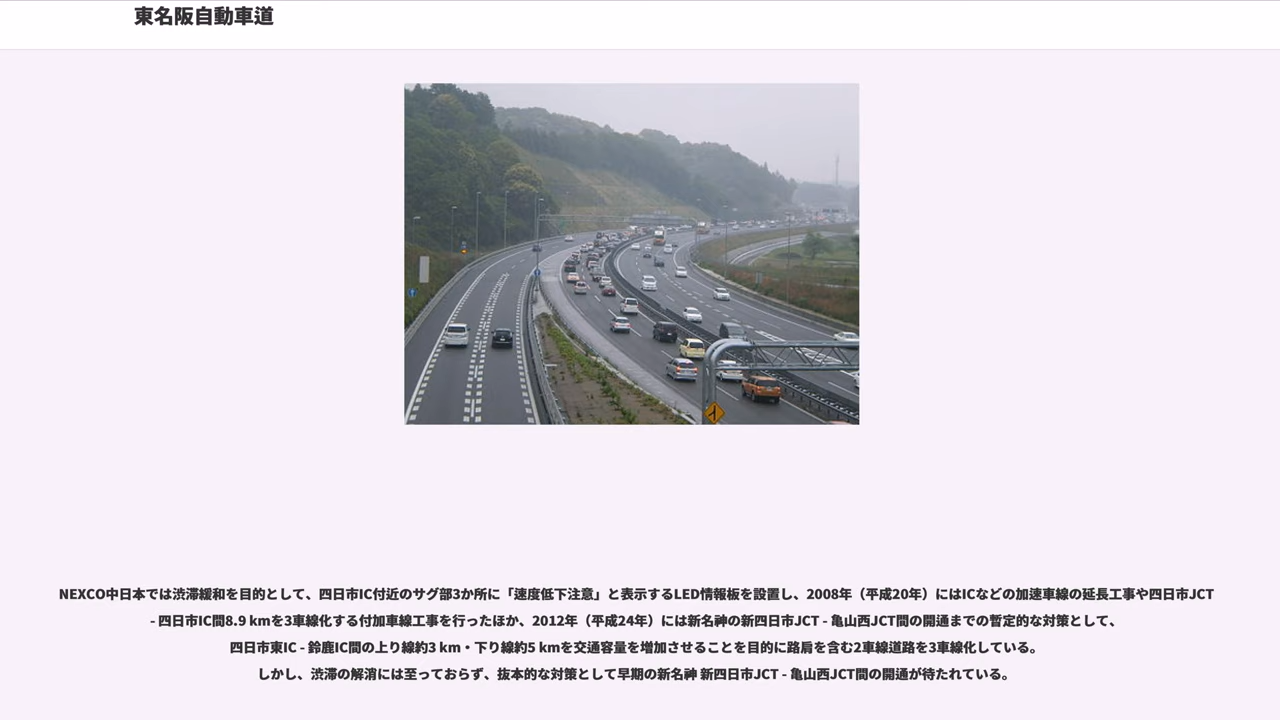 東名阪自動車道
NEXCO中日本では渋滞緩和を目的として、四日市IC付近のサグ部3か所に「速度低下注意」と表示するLED情報板を設置し、2008年（平成20年）にはICなどの加速車線の延長工事や四日市JCT
- 四日市IC間8.9 kmを3車線化する付加車線工事を行ったほか、2012年（平成24年）には新名神の新四日市JCT - 亀山西JCT間の開通までの暫定的な対策として、
四日市東IC - 鈴鹿IC間の上り線約3 km・下り線約5 kmを交通容量を増加させることを目的に路肩を含む2車線道路を3車線化している。
しかし、渋滞の解消には至っておらず、抜本的な対策として早期の新名神 新四日市JCT - 亀山西JCT間の開通が待たれている。